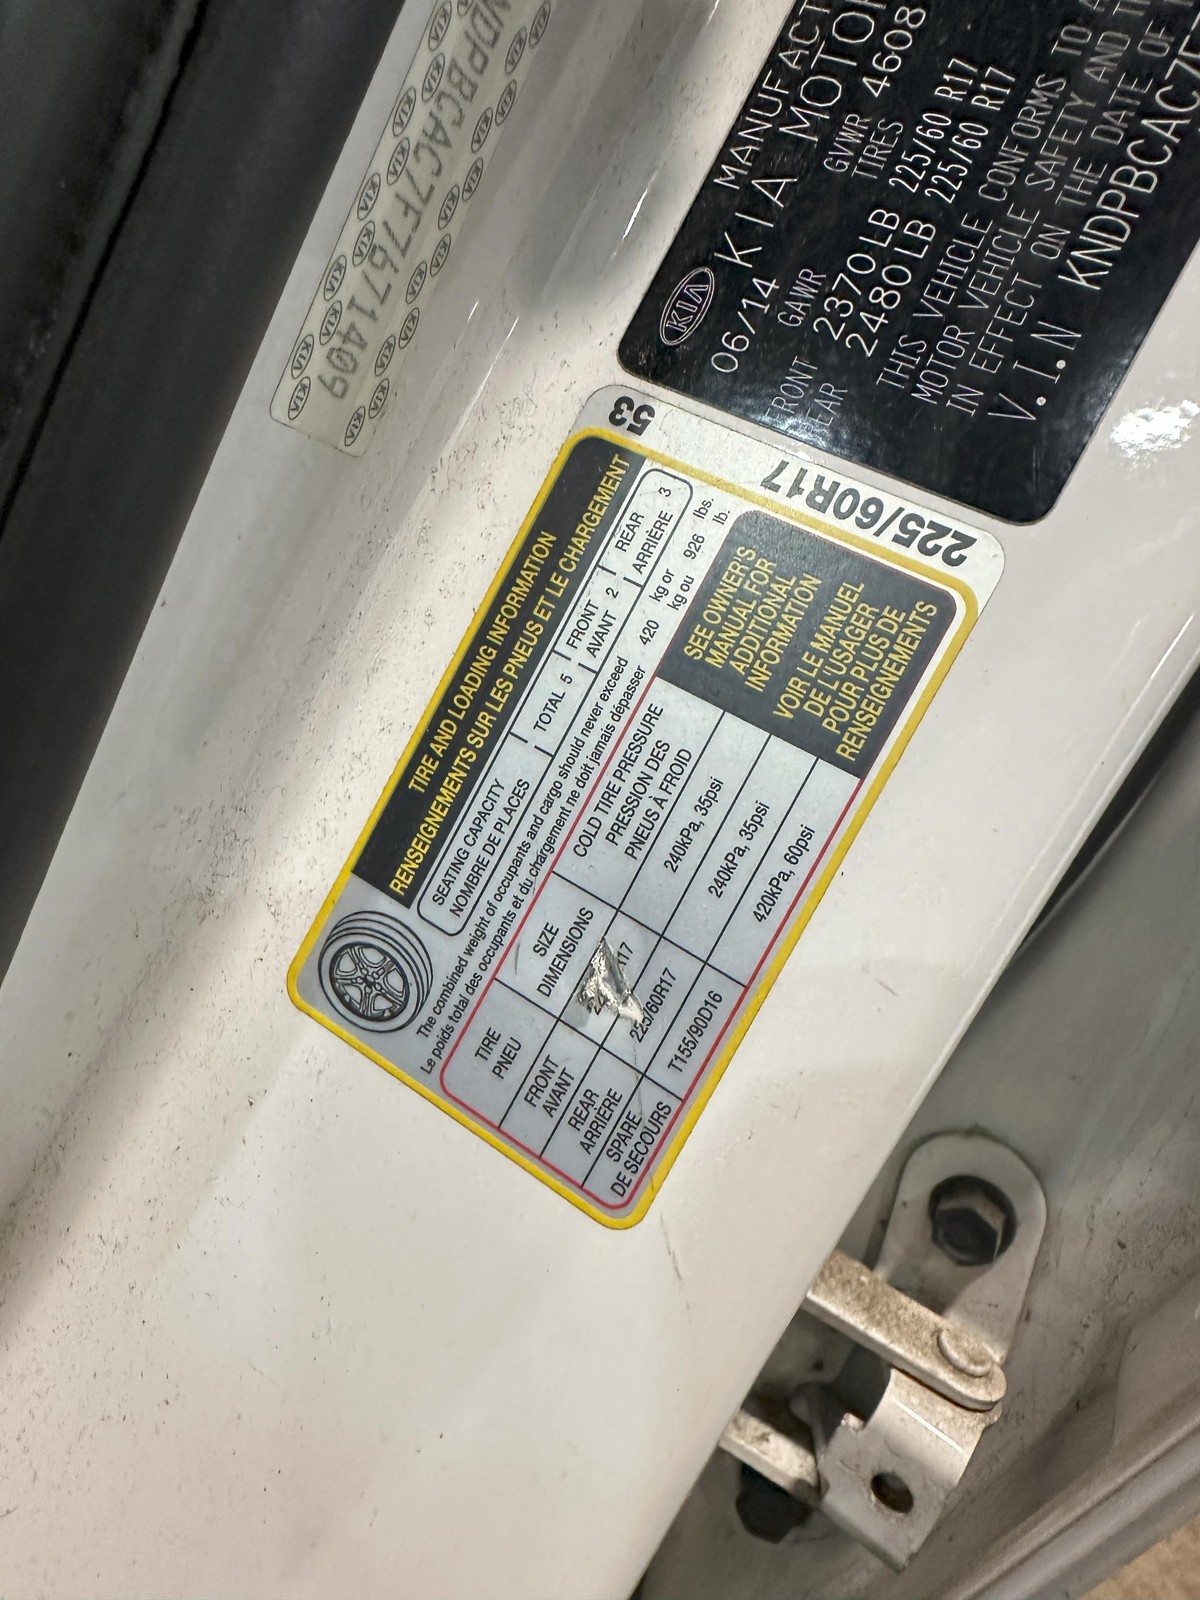 NDPBCAC7F7671409
KIA
MANUFACT
KIA MOTOR
06/14
GVWR 4608
GAWR
TIRES
FRONT 2370LB 225/60 R17
REAR 2480LB 225/60 R17
THIS VEHICLE CONFORMS TO A
MOTOR VEHICLE SAFETY AND
IN EFFECT ON THE DATE OF
V.I.N KNDPBCAC7F
53
225/60R17
TIRE AND LOADING INFORMATION
RENSEIGNEMENTS SUR LES PNEUS ET LE CHARGEMENT
SEATING CAPACITY
NOMBRE DE PLACES
TOTAL 5
FRONT
AVANT 2
REAR
ARRIÈRE 3
The combined weight of occupants and cargo should never exceed 420 kg or 926 lbs.
Le poids total des occupants et du chargement ne doit jamais dépasser kg ou lb.
TIRE
PNEU
SIZE
DIMENSIONS
COLD TIRE PRESSURE
PRESSION DES
PNEUS À FROID
FRONT
AVANT
R17
240kPa, 35psi
REAR
ARRIÈRE
225/60R17
240kPa, 35psi
SPARE
DE SECOURS
T155/90D16
420kPa, 60psi
SEE OWNER'S
MANUAL FOR
ADDITIONAL
INFORMATION
VOIR LE MANUEL
DE L'USAGER
POUR PLUS DE
RENSEIGNEMENTS